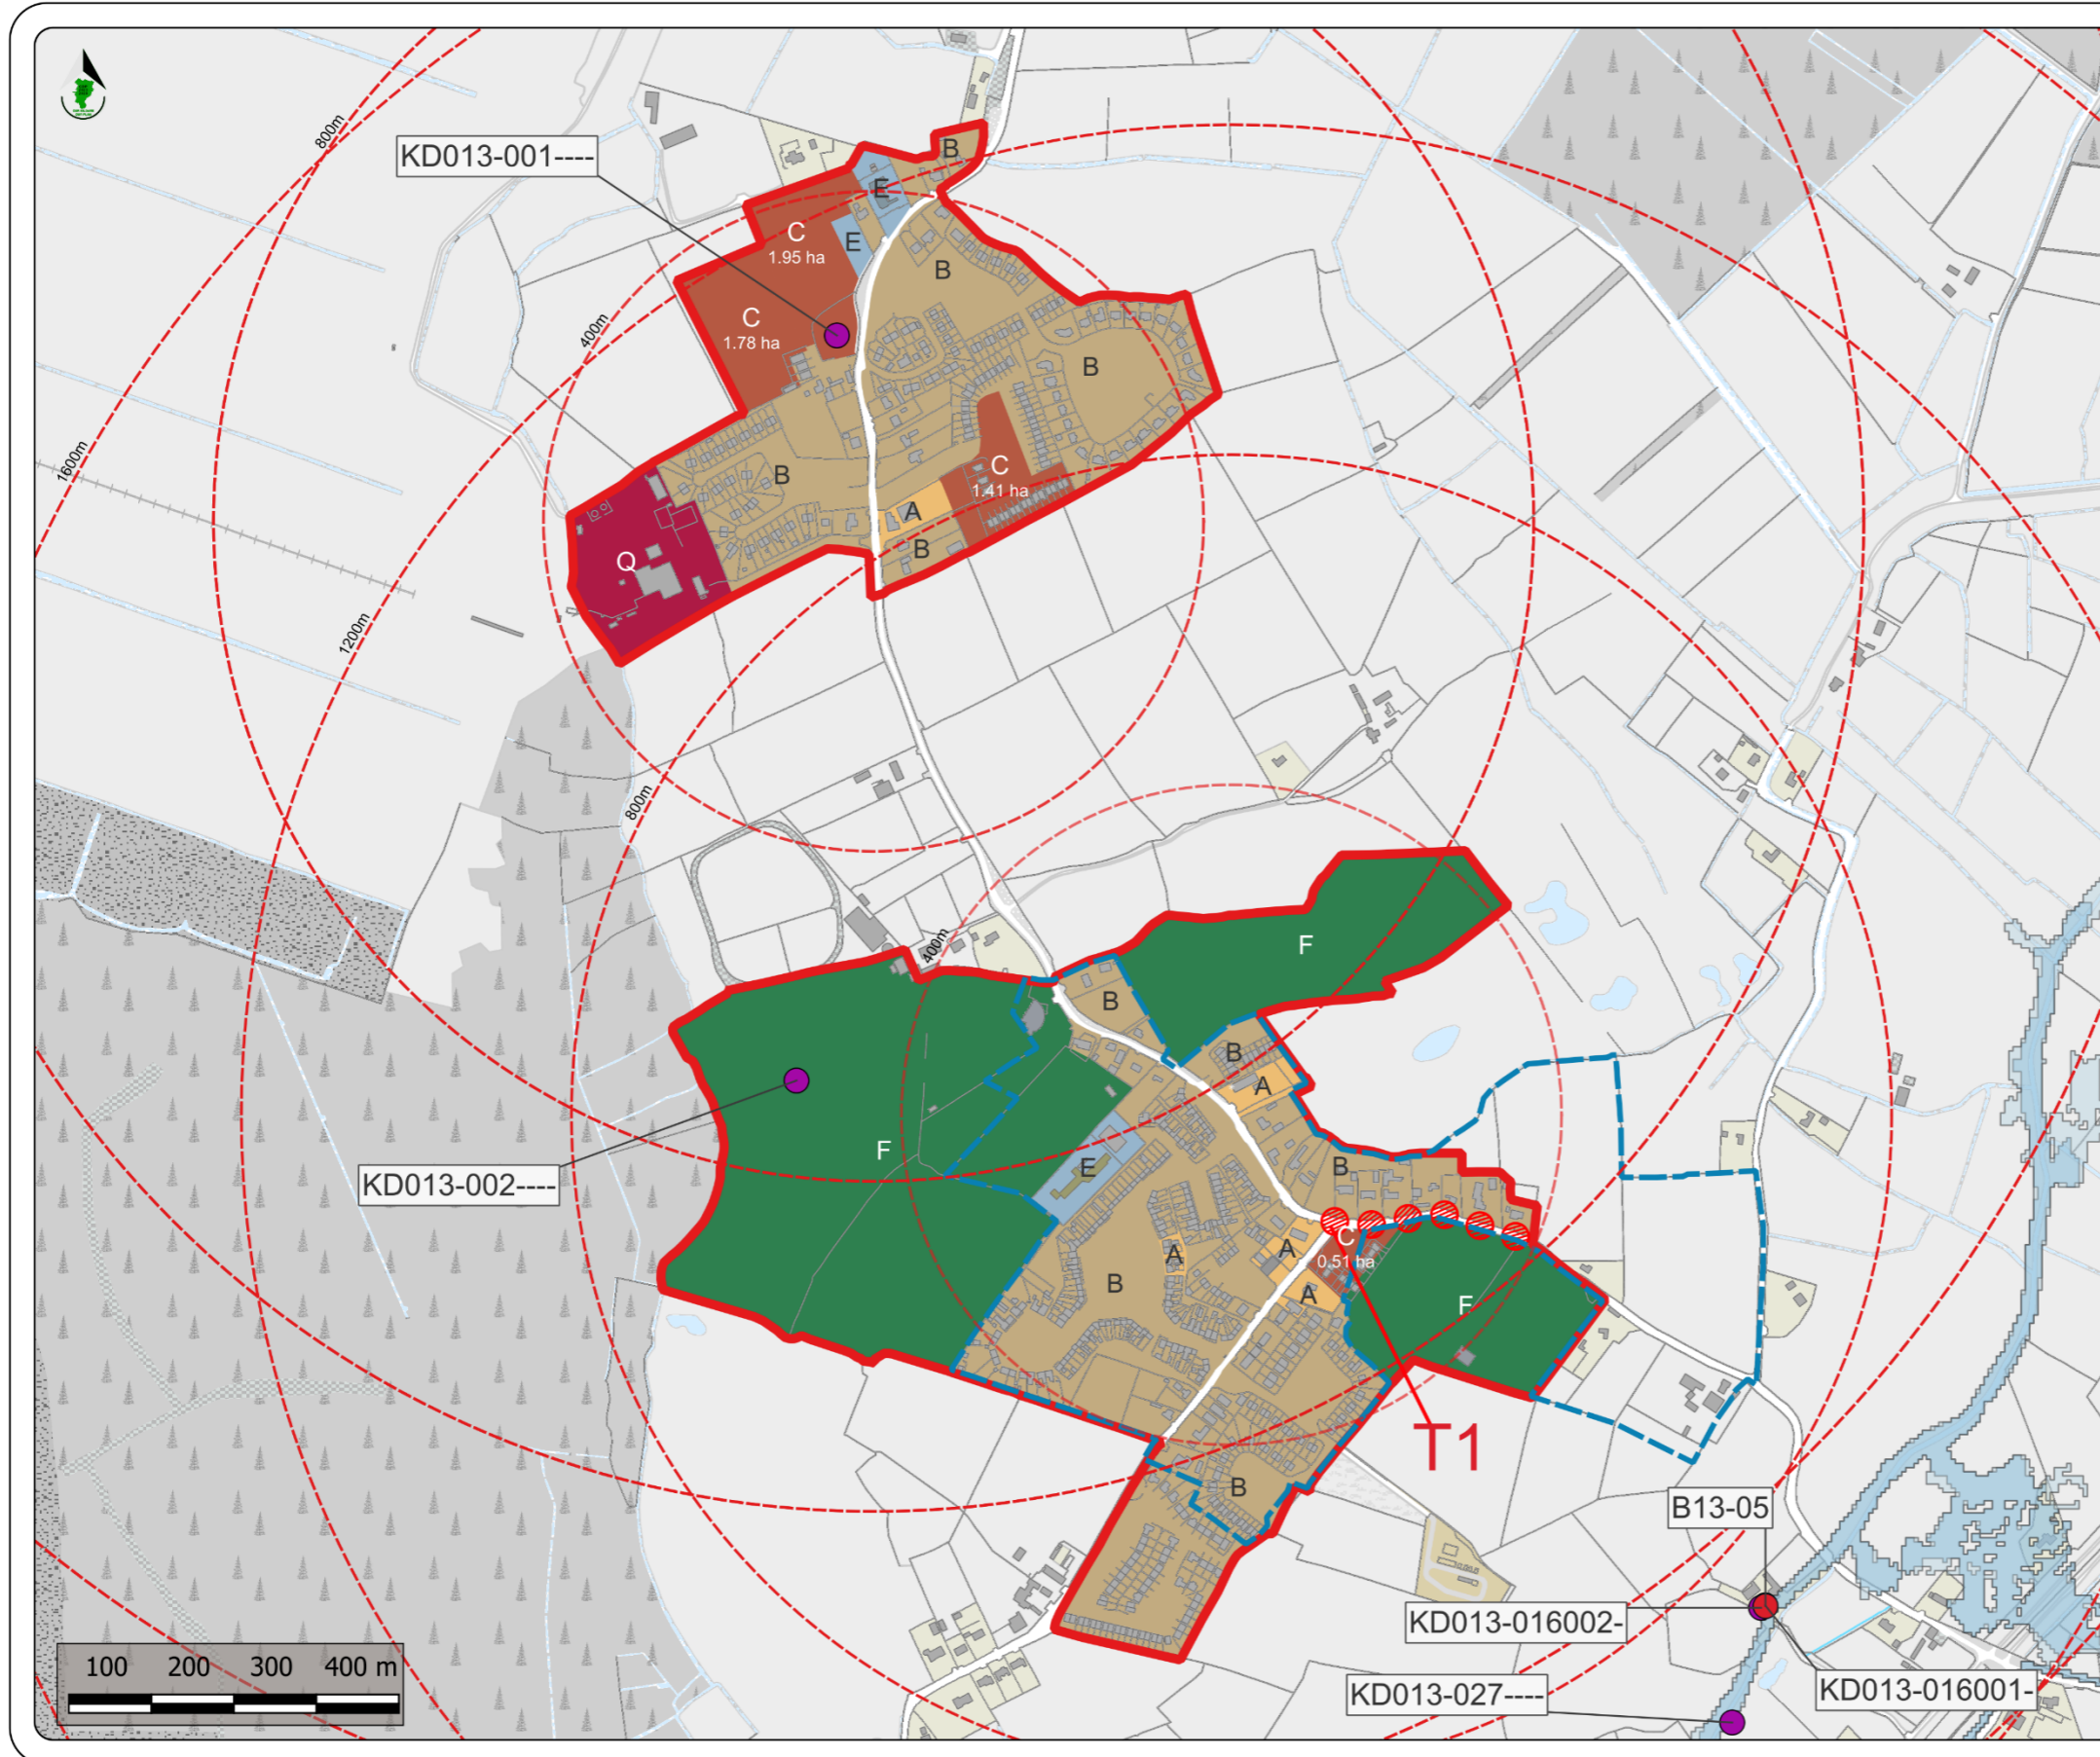 800m
KD013-001----
B
E
C
1.95 ha
E
B
C
1.78 ha
400m
B
1600m
B
C
1.41 ha
A
B
Q
1200m
800m
400m
F
B
B
A
KD013-002----
F
E
B
A
A
C
0.51 ha
A
B
F
T1
B
B13-05
KD013-016002-
KD013-016001-
KD013-027----
100 200 300 400 m